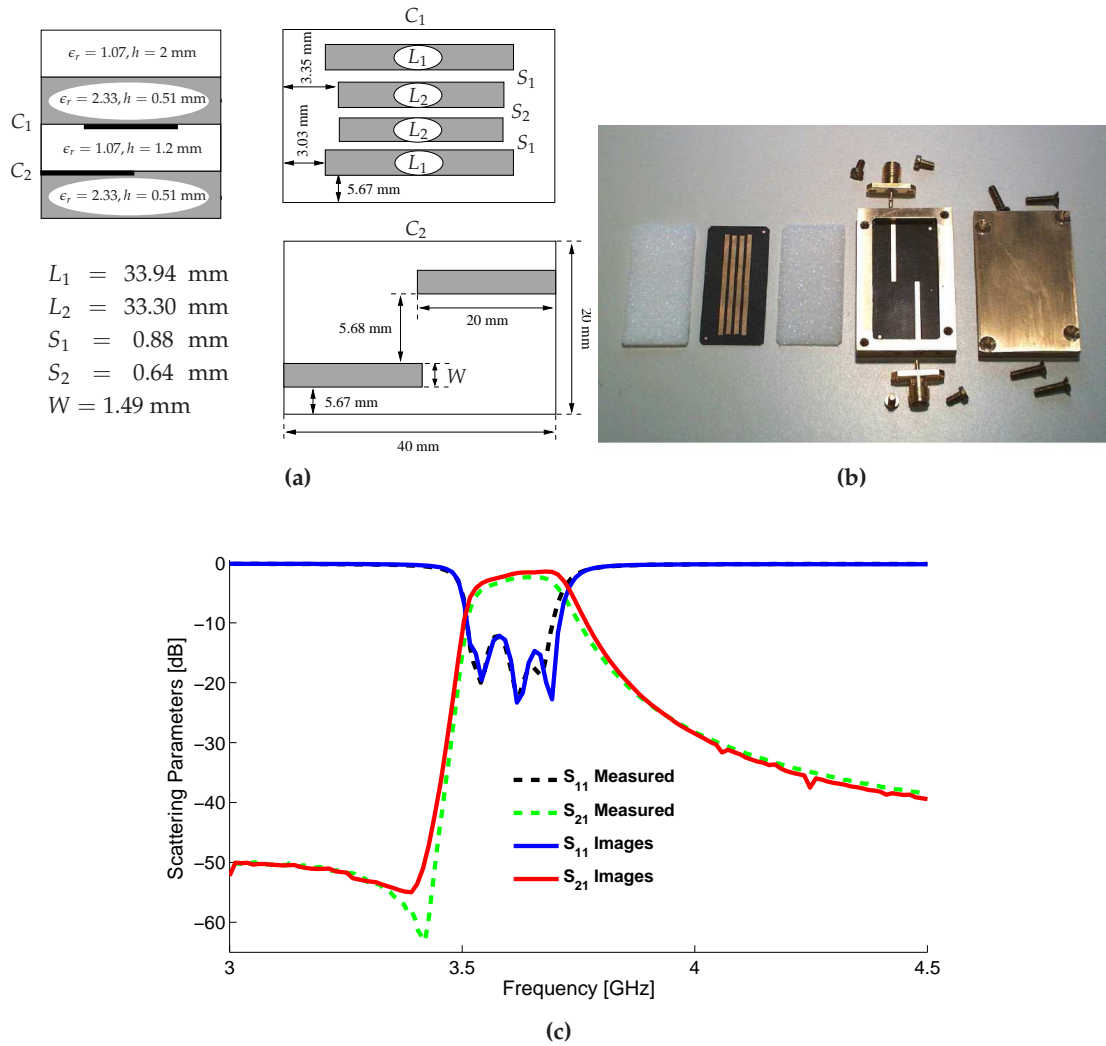 ϵr = 1.07, h = 2 mm
ϵr = 2.33, h = 0.51 mm
C1
ϵr = 1.07, h = 1.2 mm
C2
ϵr = 2.33, h = 0.51 mm
L1 = 33.94 mm
L2 = 33.30 mm
S1 = 0.88 mm
S2 = 0.64 mm
W = 1.49 mm
C1
3.35 mm
L1
S1
L2
S2
3.03 mm
L2
S1
L1
5.67 mm
C2
20 mm
5.68 mm
20 mm
W
5.67 mm
40 mm
(a)
(b)
Scattering Parameters [dB]
0
−10
−20
−30
−40
−50
−60
S11 Measured
S21 Measured
S11 Images
S21 Images
3
3.5
4
4.5
Frequency [GHz]
(c)